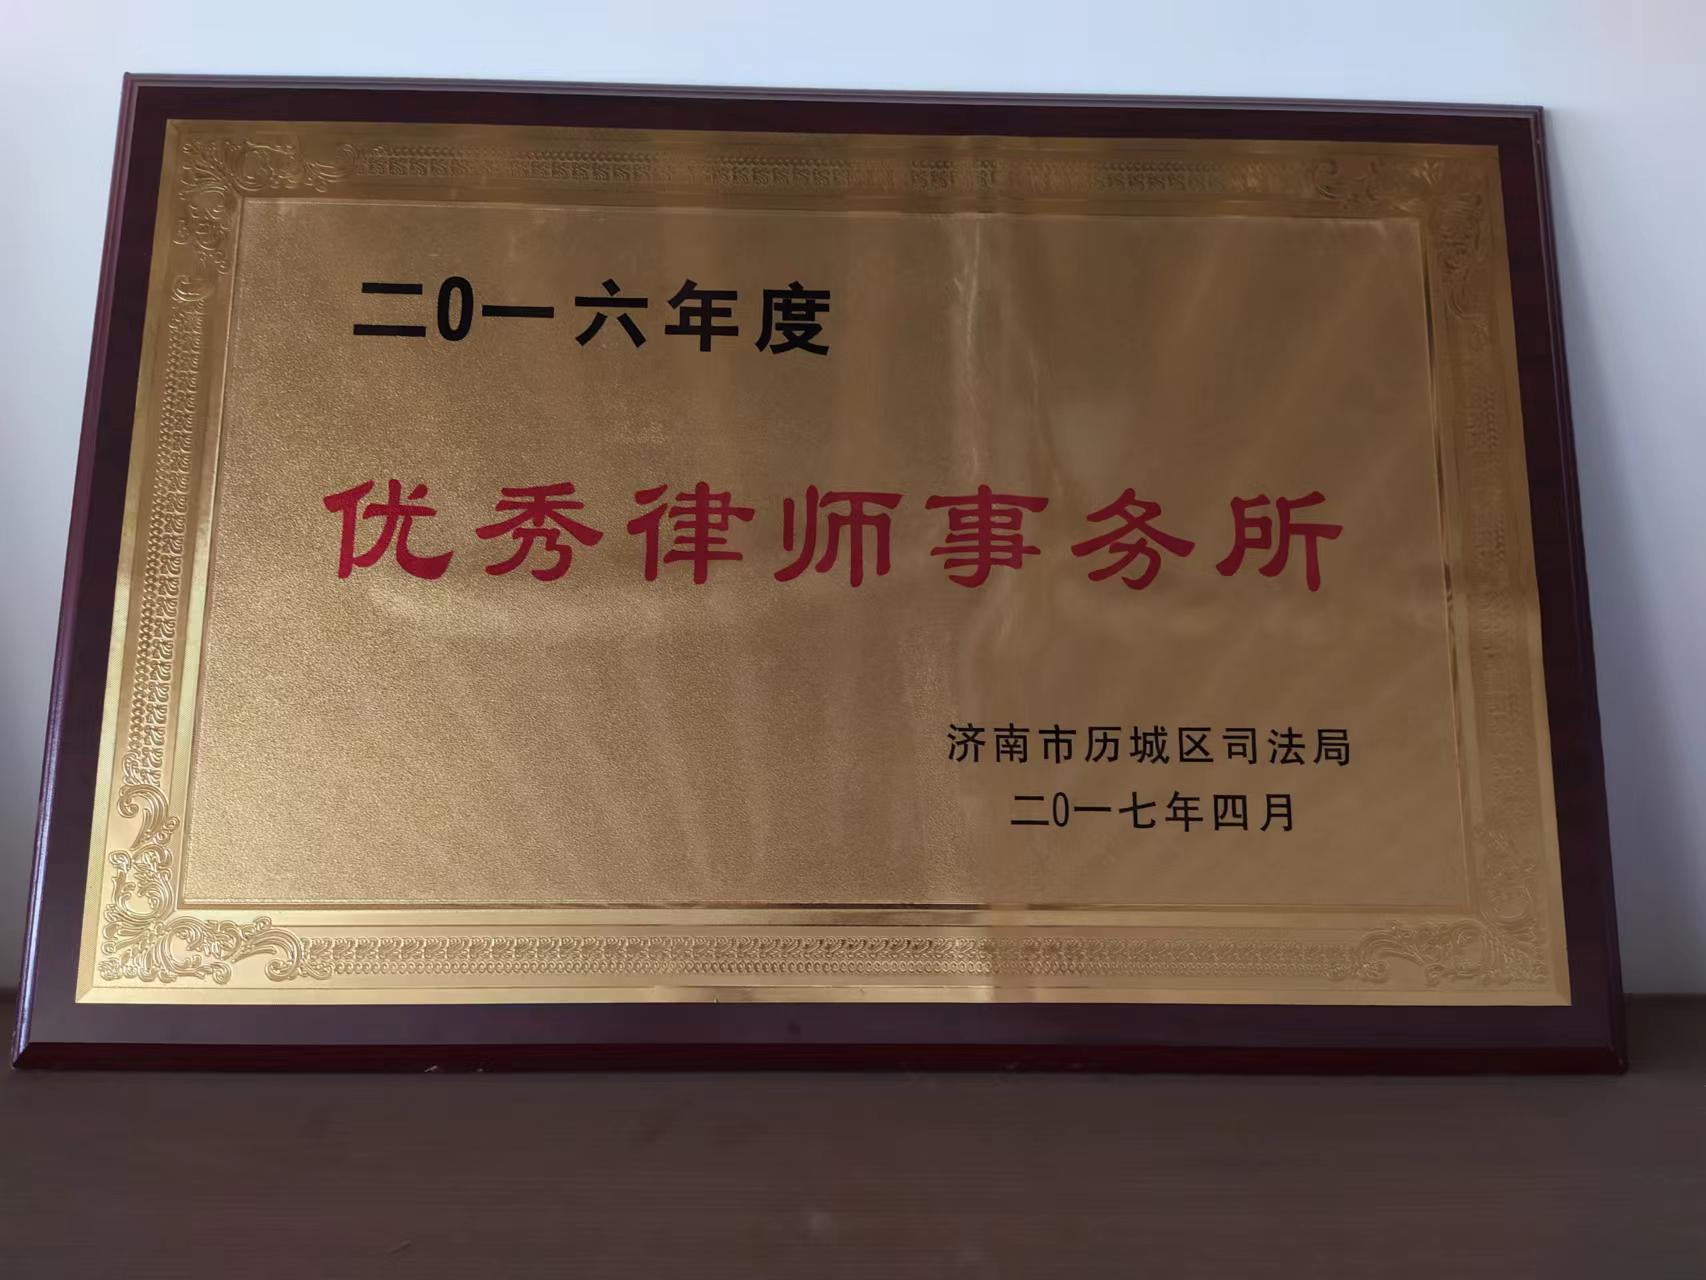 二0一六年度
优秀律师事务所
济南市历城区司法局
二0一七年四月